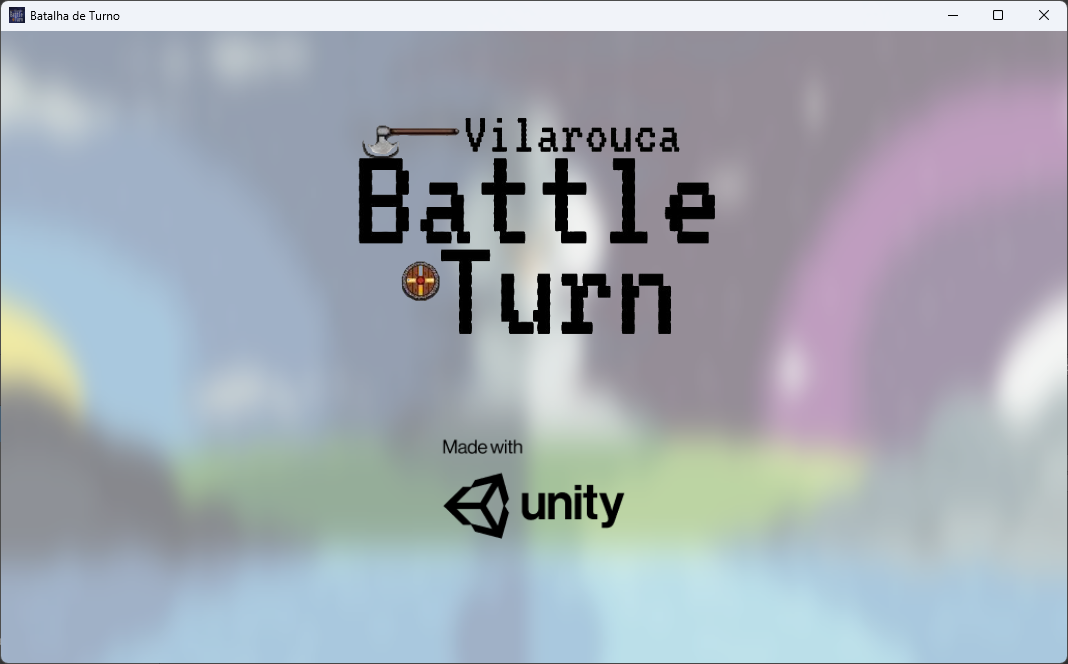 Batalha de Turno
Vilarouca
Battle
Turn
Made with
unity